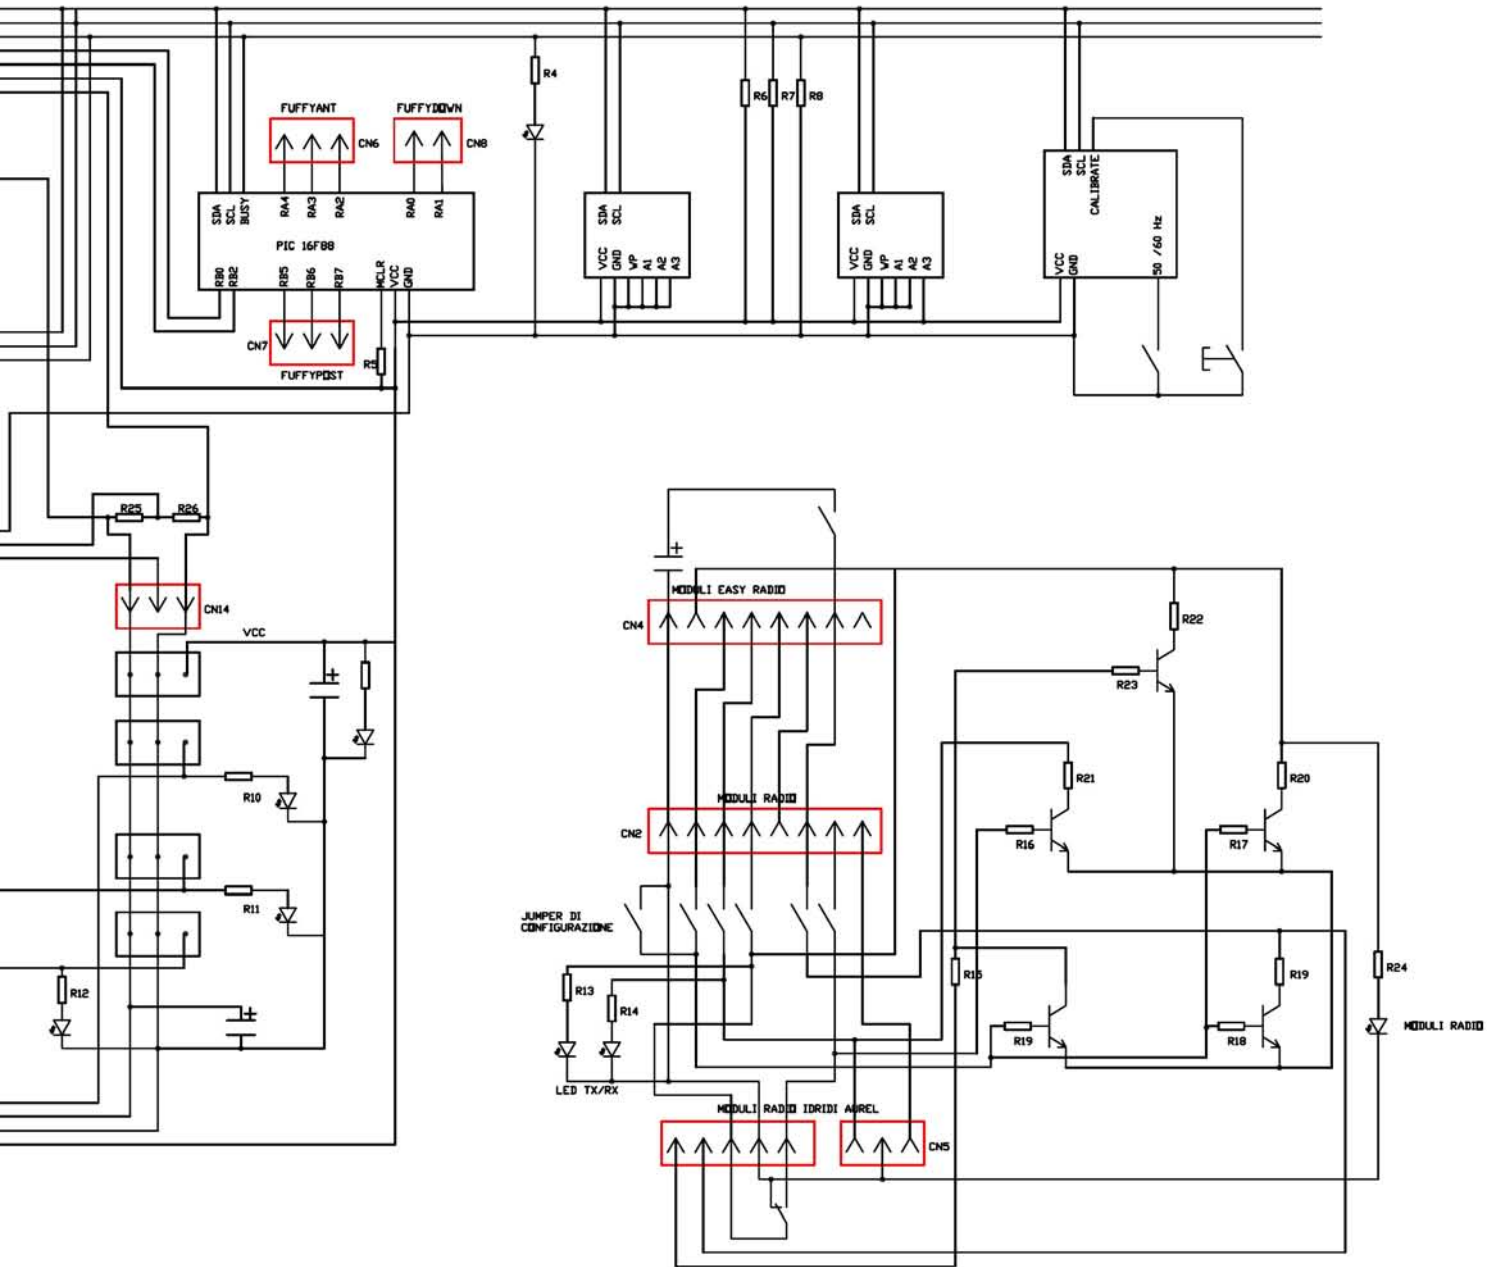 R4
R6
R7
R8
FUFFYANT
FUFFYDOWN
CN6
CN8
SDA
SCL
BUSY
RA4
RA3
RA2
RA0
RA1
PIC 16F88
RB0
RB2
RB5
RB6
RB7
MCLR
VCC
GND
CN7
FUFFYPOST
SDA
SCL
VCC
GND
WP
A1
A2
A3
SDA
SCL
VCC
GND
WP
A1
A2
A3
SDA
SCL
CALIBRATE
VCC
GND
50 /60 Hz
R25
R26
CN14
VCC
R10
R11
R12
MODULI EASY RADIO
CN4
R22
R23
R21
R20
MODULI RADIO
CN2
R16
R17
JUMPER DI
CONFIGURAZIONE
R13
R14
R15
R19
R24
R19
R18
MODULI RADIO
LED TX/RX
MODULI RADIO IDRIDI AUREL
CN5